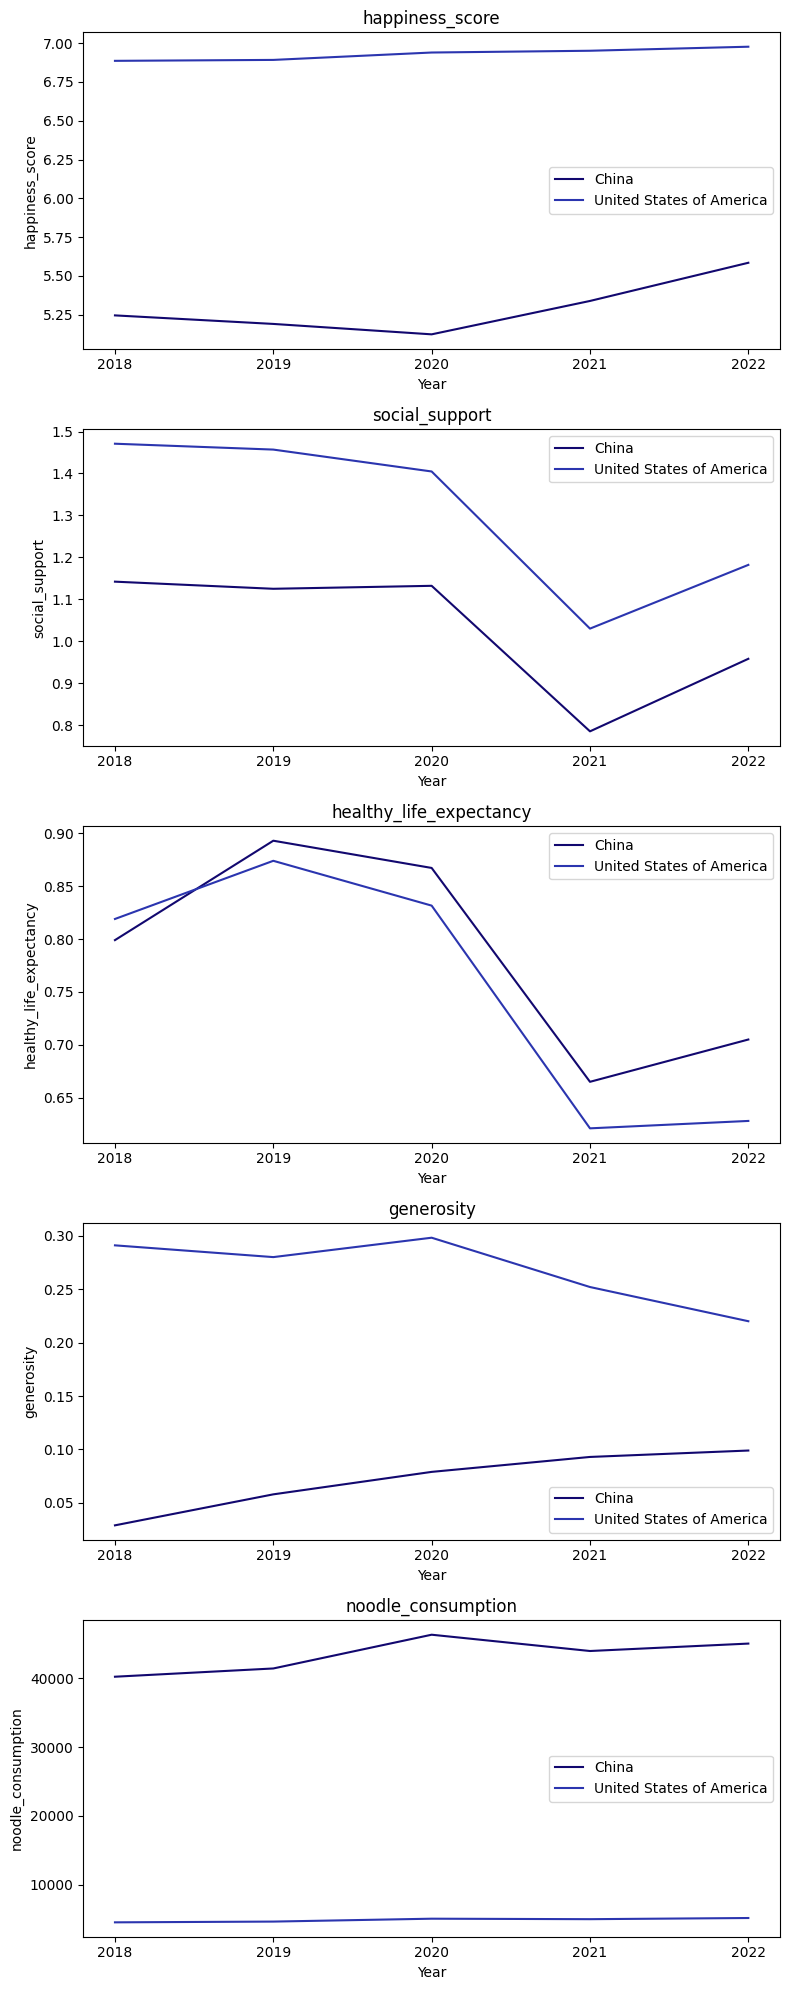 happiness_score
7.00
6.75
6.50
6.25
6.00
5.75
5.50
5.25
happiness_score
China
United States of America
2018 2019 2020 2021 2022
Year
social_support
1.5
1.4
1.3
1.2
1.1
1.0
0.9
0.8
social_support
China
United States of America
2018 2019 2020 2021 2022
Year
healthy_life_expectancy
0.90
0.85
0.80
0.75
0.70
0.65
healthy_life_expectancy
China
United States of America
2018 2019 2020 2021 2022
Year
generosity
0.30
0.25
0.20
0.15
0.10
0.05
generosity
China
United States of America
2018 2019 2020 2021 2022
Year
noodle_consumption
40000
30000
20000
10000
noodle_consumption
China
United States of America
2018 2019 2020 2021 2022
Year